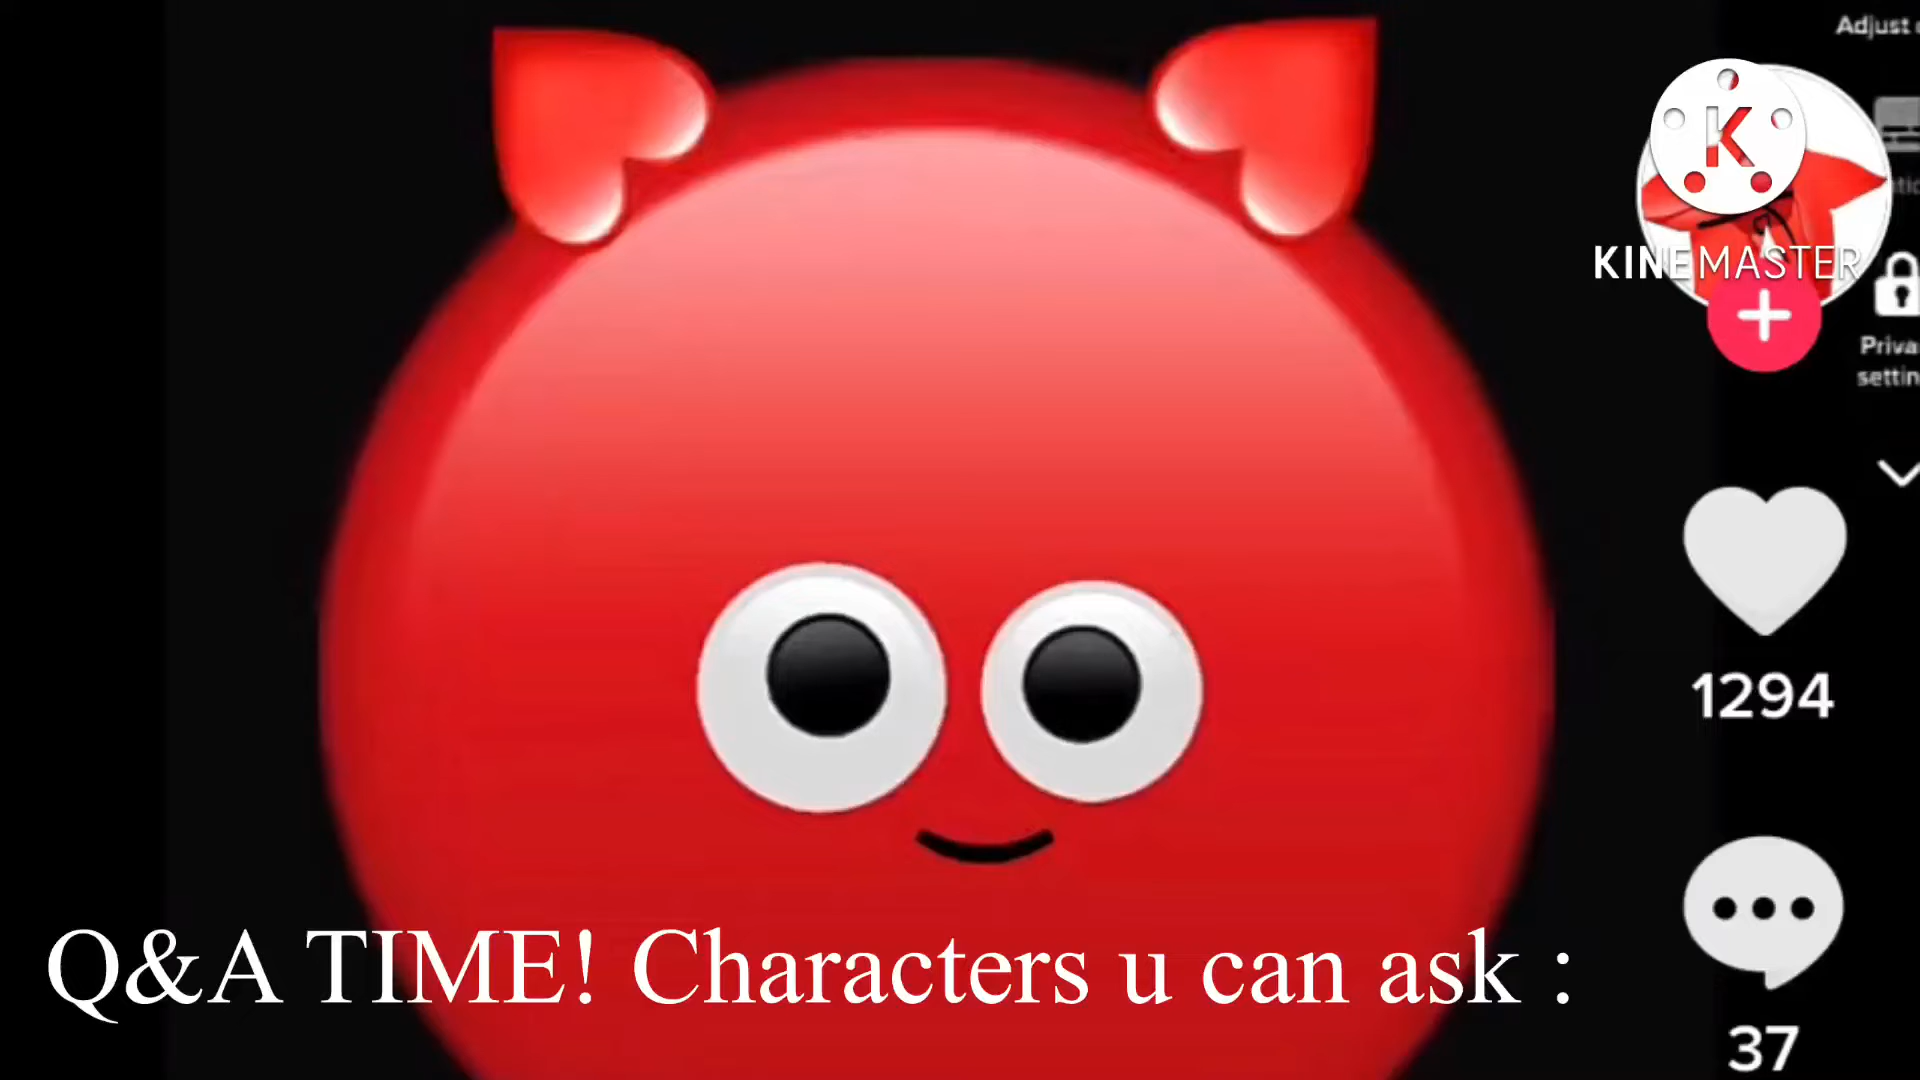 Adjust
K
KINEMASTER
Priva
settin
1294
Q&A TIME! Characters u can ask :
37